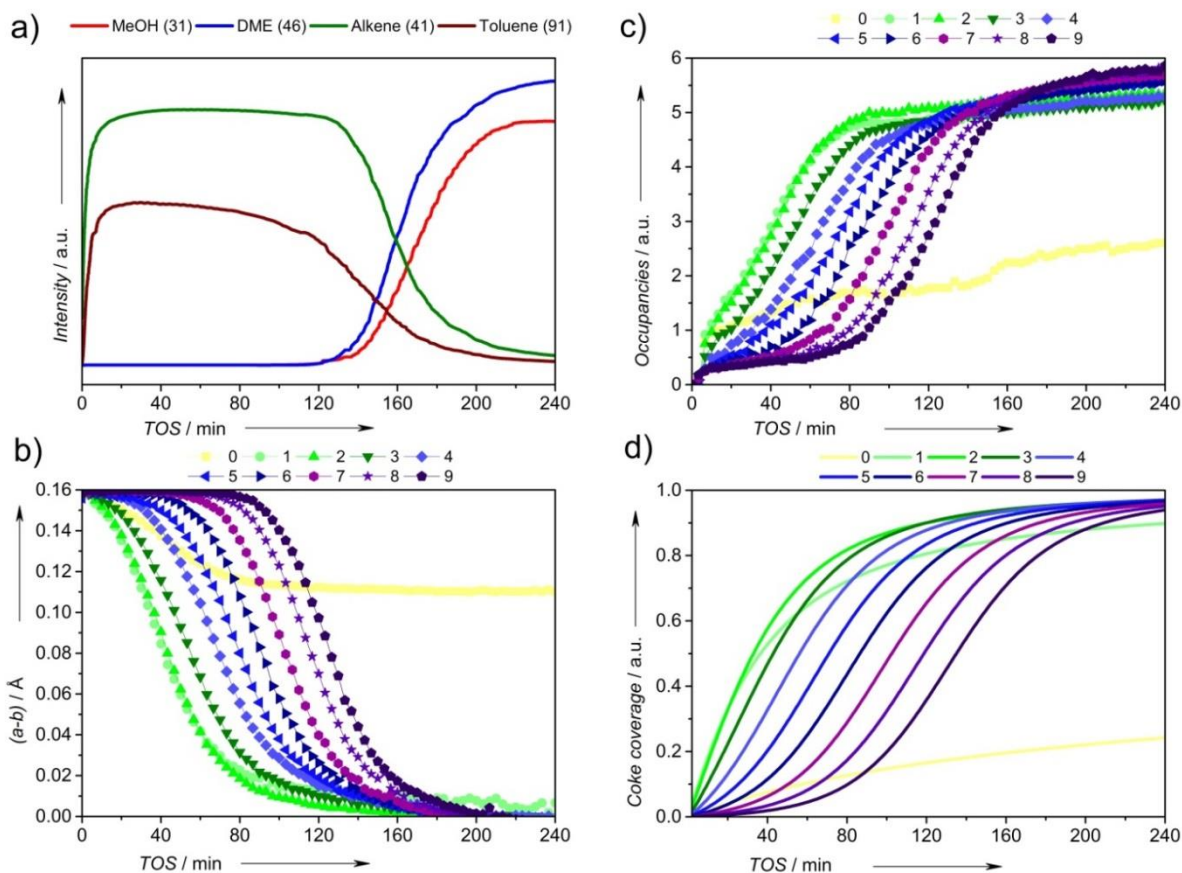 a)
MeOH (31) DME (46) Alkene (41) Toluene (91)
Intensity / a.u.
0 40 80 120 160 200 240
TOS / min
b)
0 1 2 3 4
5 6 7 8 9
(a-b) / Å
0.16
0.14
0.12
0.10
0.08
0.06
0.04
0.02
0.00
0 40 80 120 160 200 240
TOS / min
c)
0 1 2 3 4
5 6 7 8 9
Occupancies / a.u.
6
5
4
3
2
1
0
0 40 80 120 160 200 240
TOS / min
d)
0 1 2 3 4
5 6 7 8 9
Coke coverage / a.u.
1.0
0.8
0.6
0.4
0.2
0.0
40 80 120 160 200 240
TOS / min